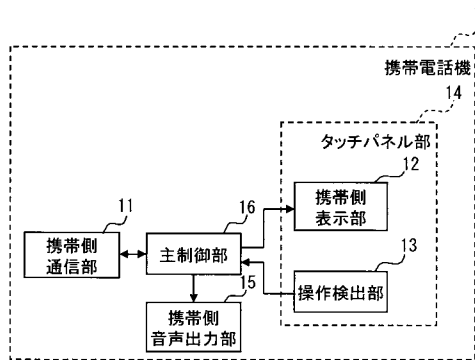 携帯電話機
14
タッチパネル部
12
携帯側
表示部
11
携帯側
通信部
16
主制御部
13
操作検出部
15
携帯側
音声出力部